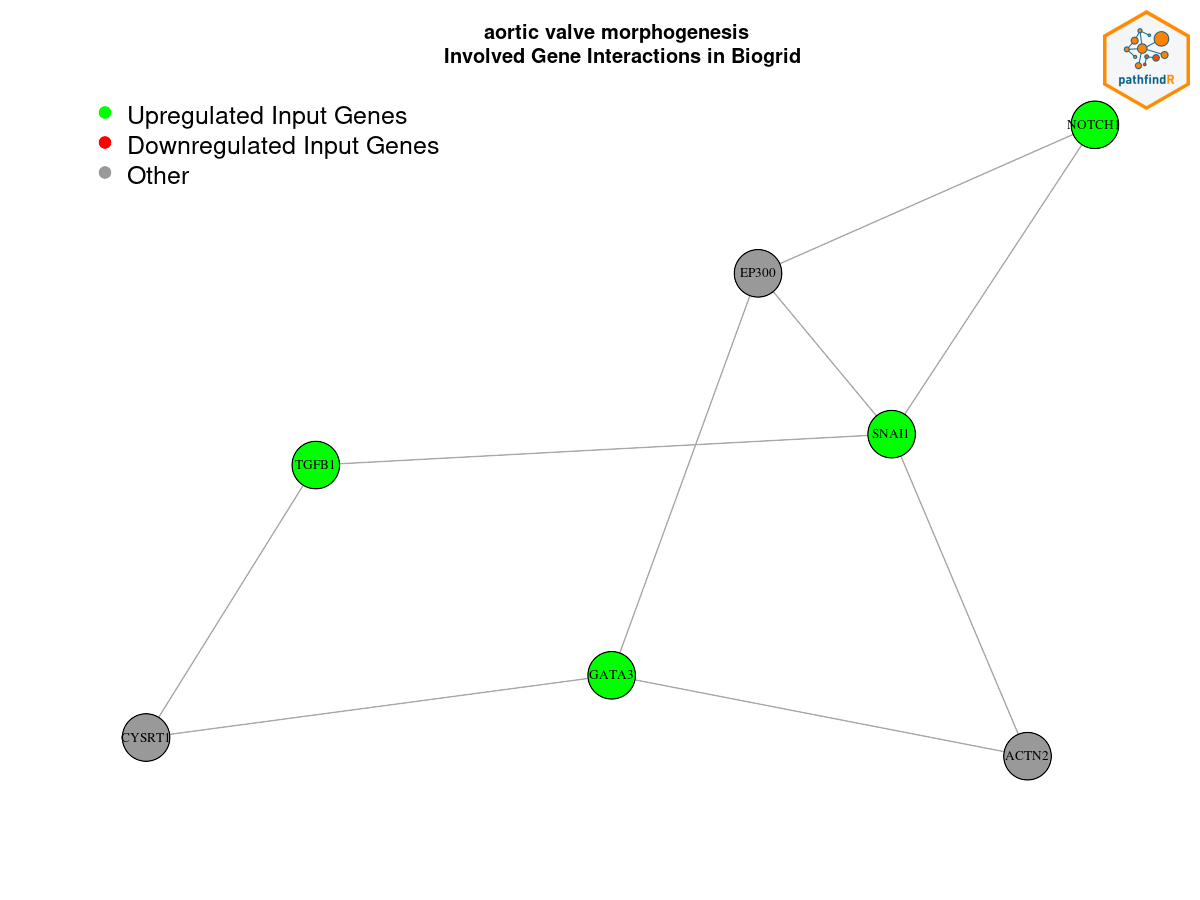 aortic valve morphogenesis
Involved Gene Interactions in Biogrid
pathfindR
Upregulated Input Genes
Downregulated Input Genes
Other
NOTCH1
EP300
SNAI1
TGFB1
GATA3
CYSRT1
ACTN2